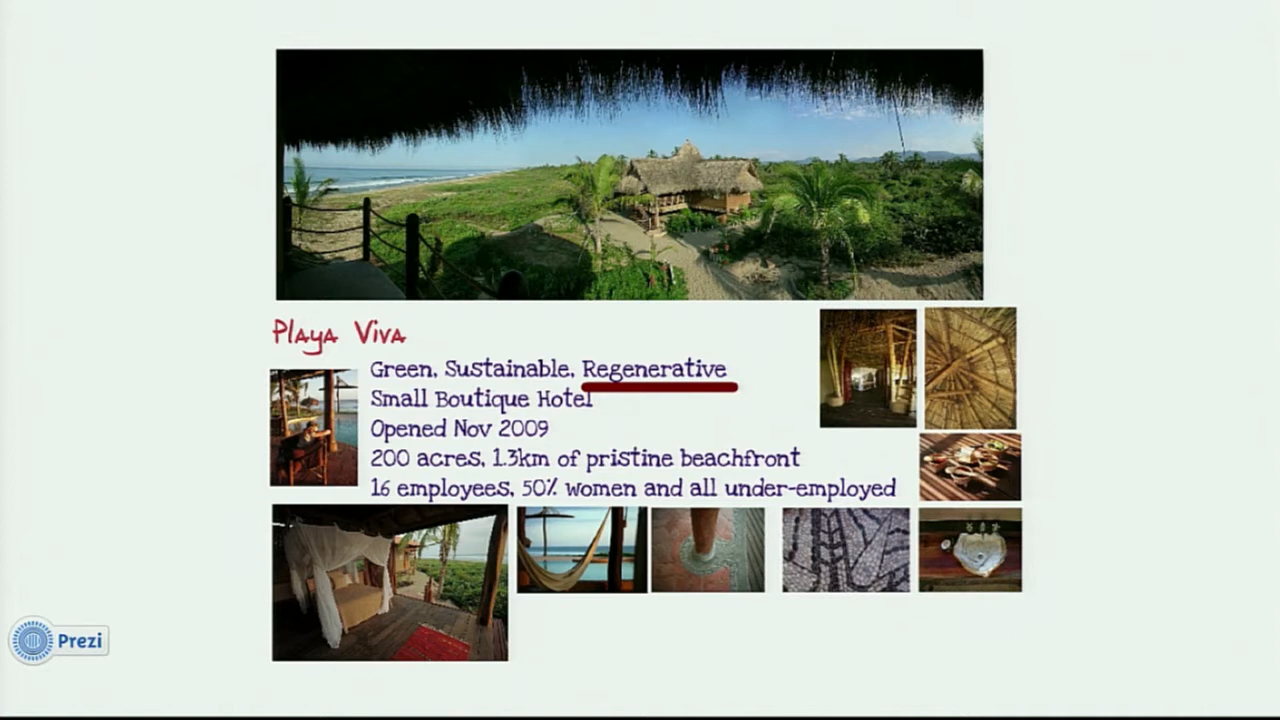 Playa Viva
Green, Sustainable, Regenerative
Small Boutique Hotel
Opened Nov 2009
200 acres, 1.3km of pristine beachfront
16 employees, 50% women and all under-employed
Prezi